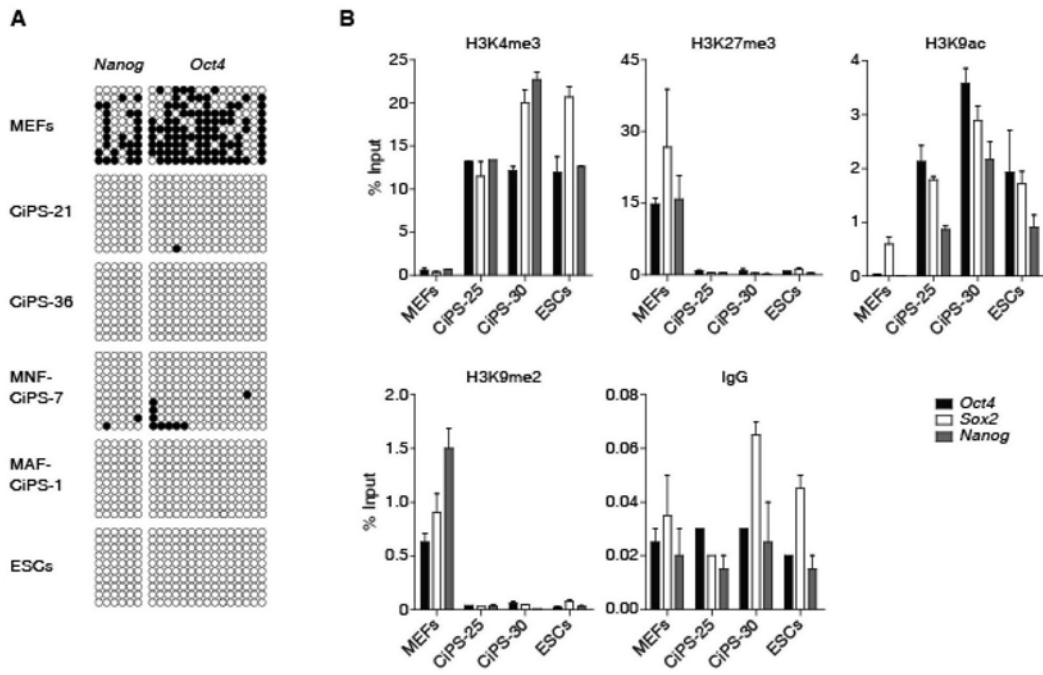 A
Nanog Oct4
MEFs
CiPS-21
CiPS-36
MNF-
CiPS-7
MAF-
CiPS-1
ESCs
B
H3K4me3
% Input
25
20
15
10
5
0
MEFs
CiPS-25
CiPS-30
ESCs
H3K27me3
45
30
15
0
MEFs
CiPS-25
CiPS-30
ESCs
H3K9ac
4
3
2
1
0
MEFs
CiPS-25
CiPS-30
ESCs
H3K9me2
% Input
2.0
1.5
1.0
0.5
0
MEFs
CiPS-25
CiPS-30
ESCs
IgG
0.08
0.06
0.04
0.02
0.00
MEFs
CiPS-25
CiPS-30
ESCs
Oct4
Sox2
Nanog